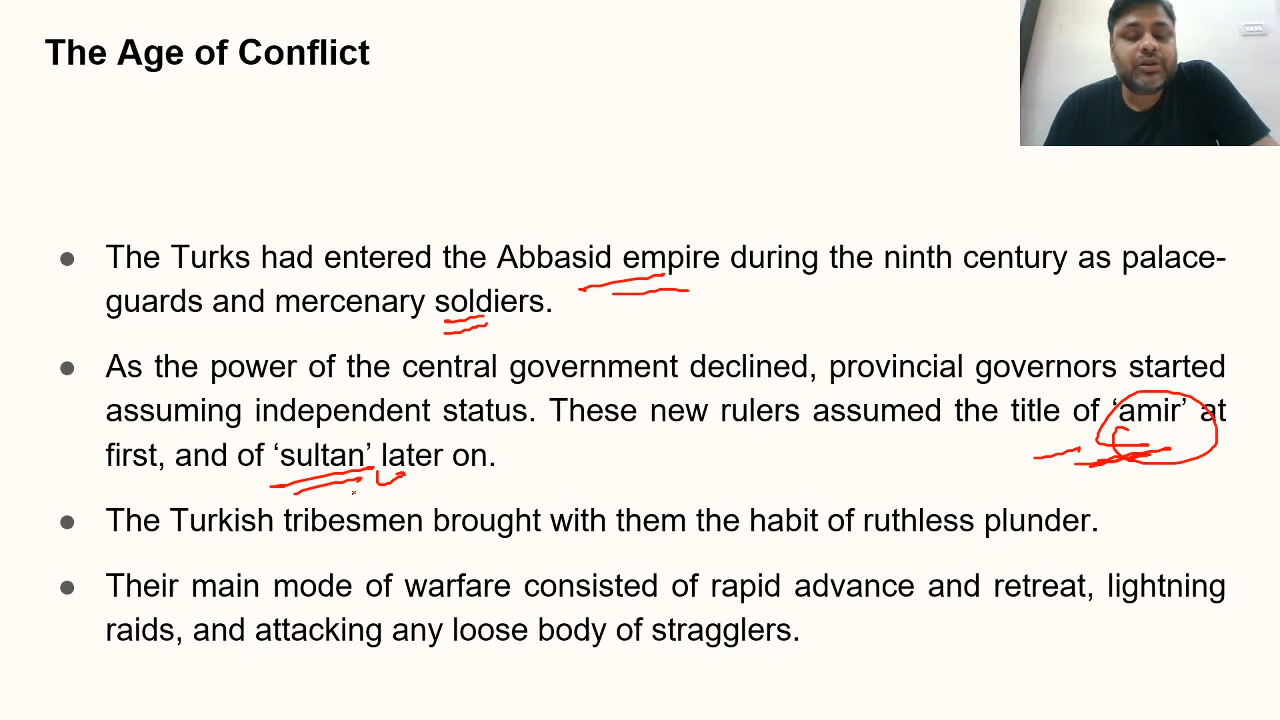 The Age of Conflict
● The Turks had entered the Abbasid empire during the ninth century as palace-
guards and mercenary soldiers.
● As the power of the central government declined, provincial governors started
assuming independent status. These new rulers assumed the title of ‘amir’ at
first, and of ‘sultan’ later on.
● The Turkish tribesmen brought with them the habit of ruthless plunder.
● Their main mode of warfare consisted of rapid advance and retreat, lightning
raids, and attacking any loose body of stragglers.